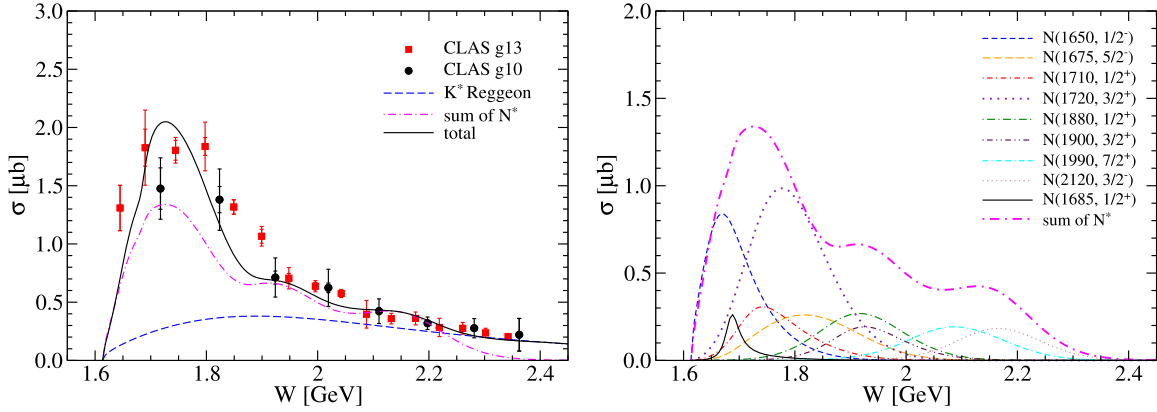 3.0
2.5
2.0
1.5
1.0
0.5
0.0
σ [μb]
1.6
1.8
2
2.2
2.4
W [GeV]
CLAS g13
CLAS g10
K* Reggeon
sum of N*
total
2.0
1.5
1.0
0.5
0.0
σ [μb]
1.6
1.8
2
2.2
2.4
W [GeV]
N(1650, 1/2⁻)
N(1675, 5/2⁻)
N(1710, 1/2⁺)
N(1720, 3/2⁺)
N(1880, 1/2⁺)
N(1900, 3/2⁺)
N(1990, 7/2⁺)
N(2120, 3/2⁻)
N(1685, 1/2⁺)
sum of N*